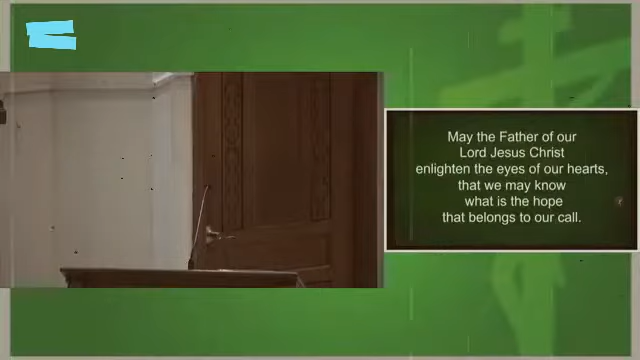 May the Father of our
Lord Jesus Christ
enlighten the eyes of our hearts,
that we may know
what is the hope
that belongs to our call.